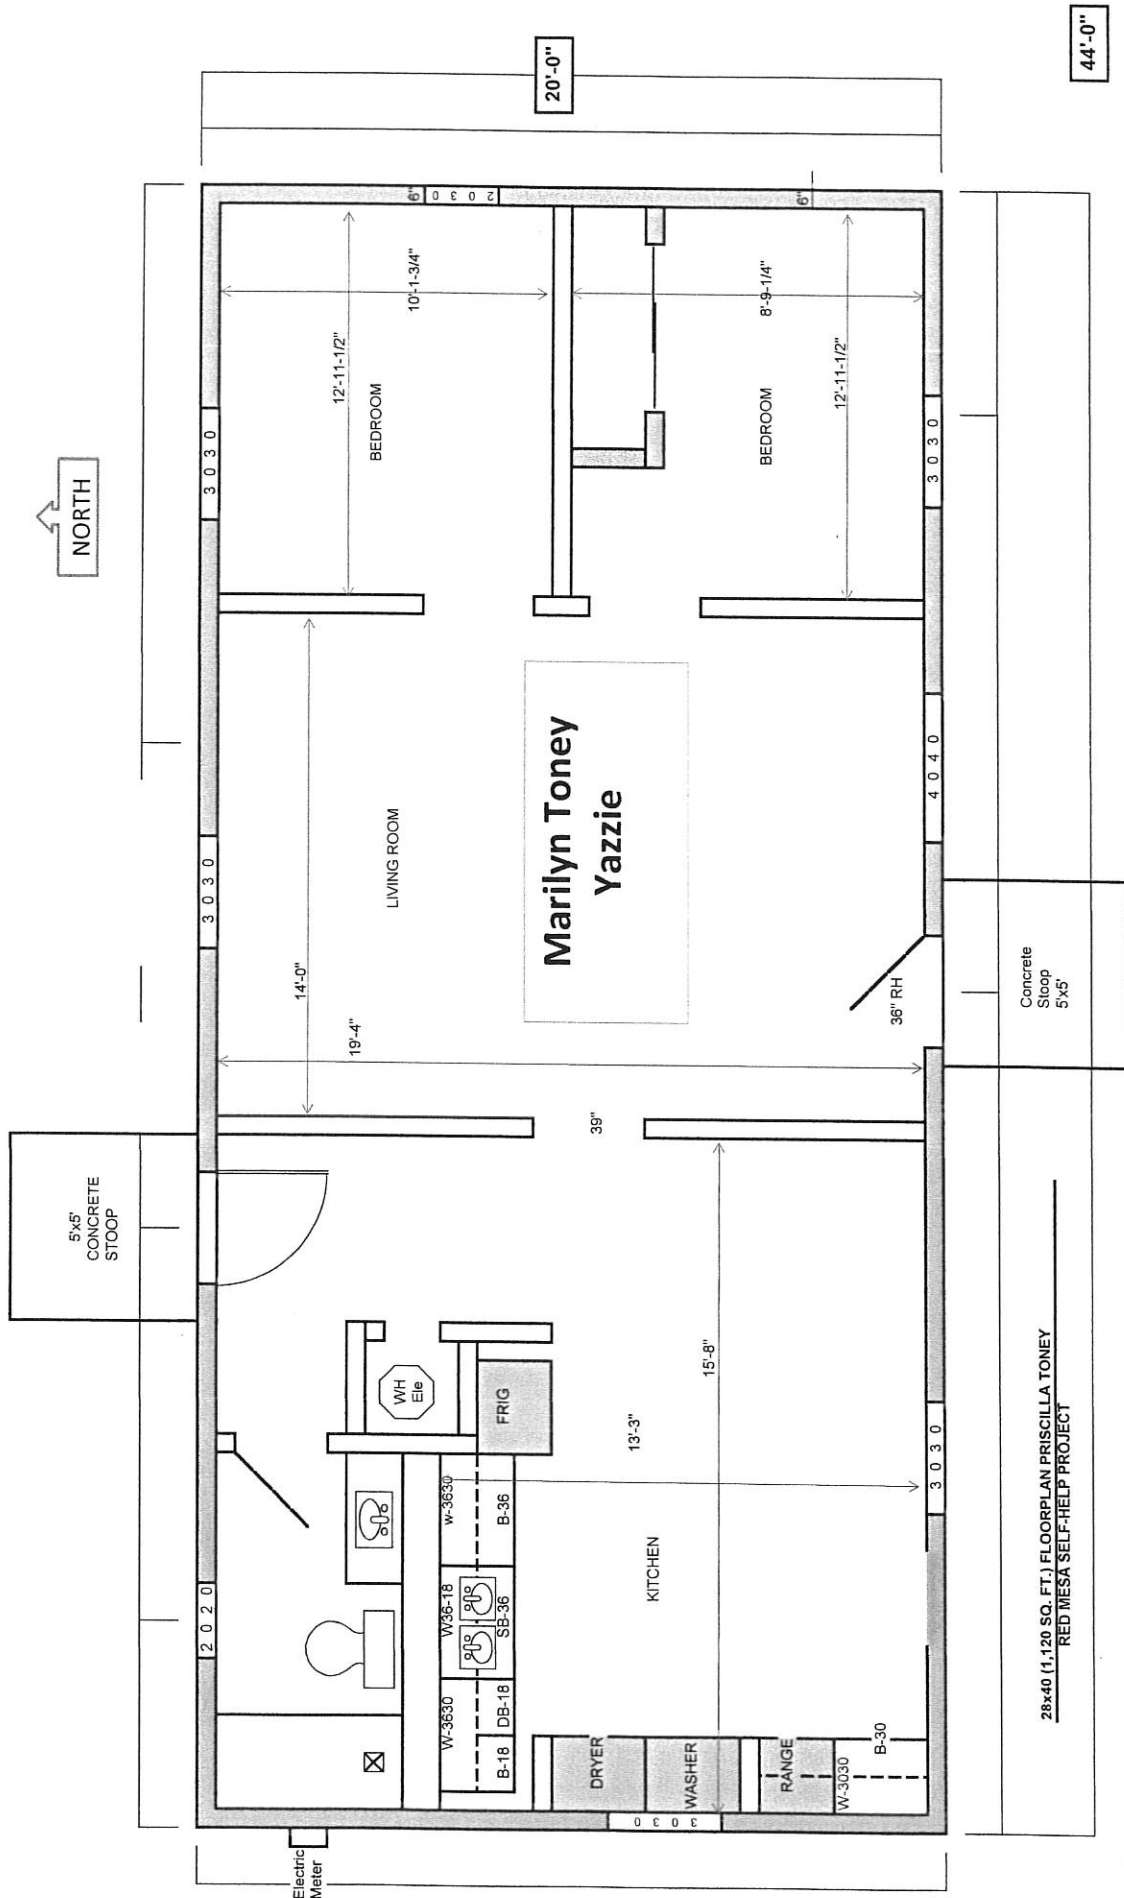 NORTH
44'-0"
20'-0"
5'x5'
CONCRETE
STOOP
2 0 2 0
3 0 3 0
3 0 3 0
Electric
Meter
WH
Ele
FRIG
W-3630
W36-18
w-3630
B-18
DB-18
SB-36
B-36
DRYER
WASHER
RANGE
W-3030
B-30
3 0 3 0
KITCHEN
13'-3"
15'-8"
39"
14'-0"
19'-4"
LIVING ROOM
Marilyn Toney
Yazzie
36" RH
BEDROOM
12'-11-1/2"
10'-1-3/4"
6"
2 0 3 0
BEDROOM
12'-11-1/2"
8'-9-1/4"
6"
3 0 3 0
4 0 4 0
3 0 3 0
Concrete
Stoop
5'x5'
28x40 (1,120 SQ. FT.) FLOORPLAN PRISCILLA TONEY
RED MESA SELF-HELP PROJECT